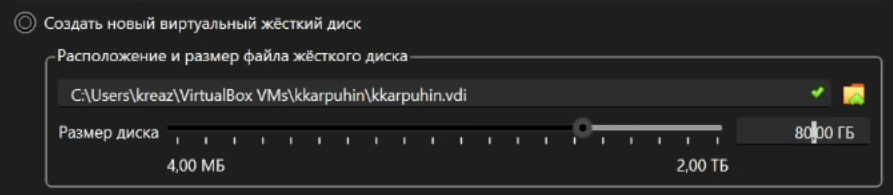 Создать новый виртуальный жёсткий диск
Расположение и размер файла жёсткого диска
C:\Users\kreaz\VirtualBox VMs\kkarpuhin\kkarpuhin.vdi
Размер диска 80,00 ГБ
4,00 МБ 2,00 ТБ